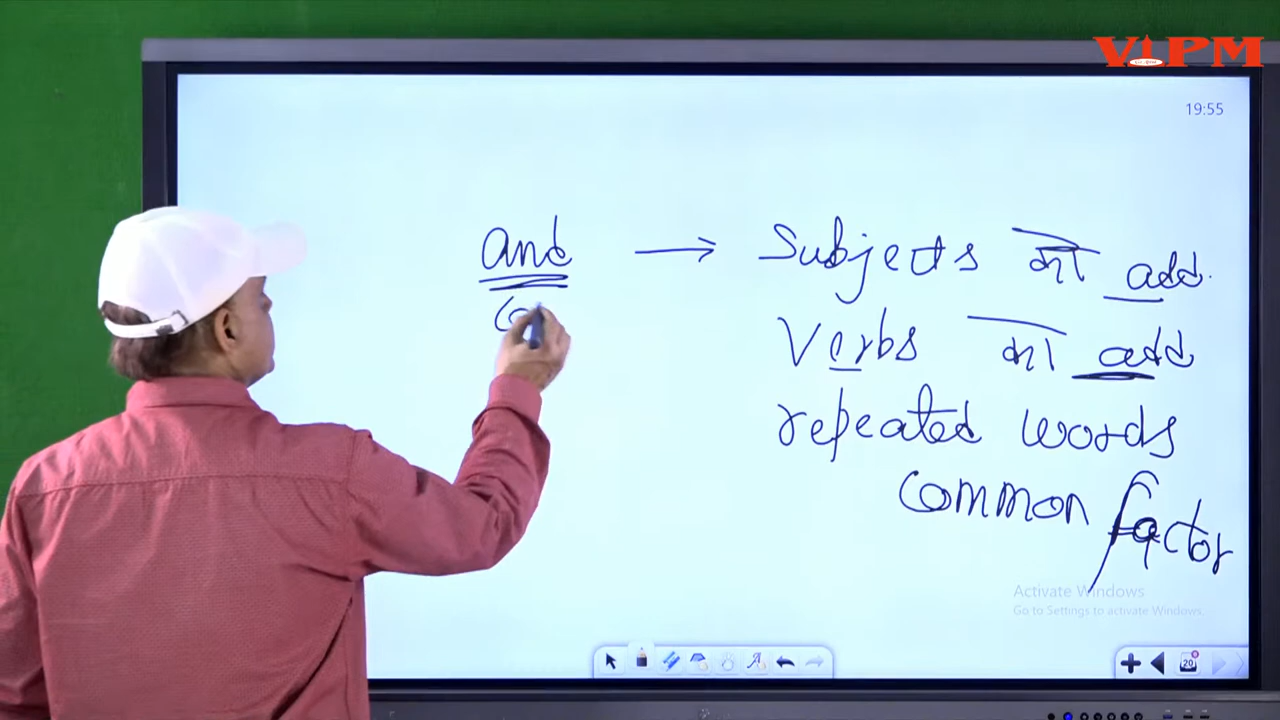 VIPM
19:55
and → Subjects को add.
Verbs को add
repeated words
common factor
Activate Windows
Go to Settings to activate Windows.
20